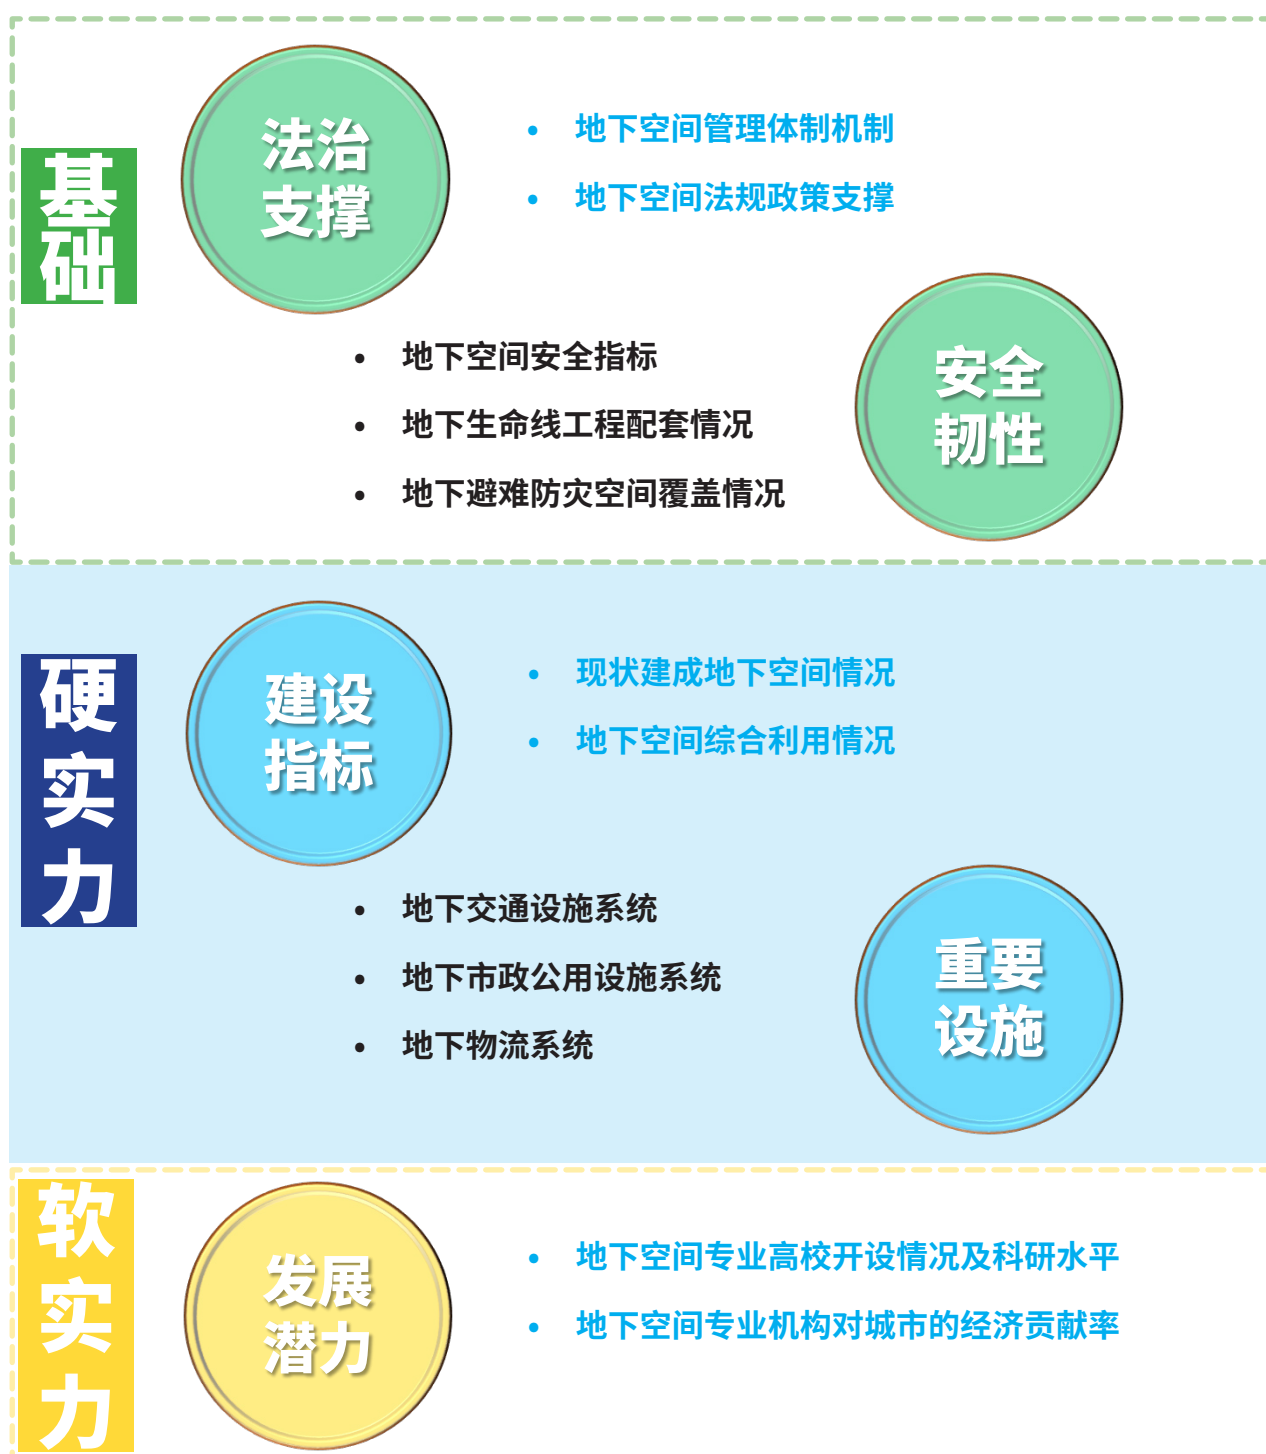 基
础
法治
支撑
• 地下空间管理体制机制
• 地下空间法规政策支撑
• 地下空间安全指标
• 地下生命线工程配套情况
• 地下避难防灾空间覆盖情况
安全
韧性
硬
实
力
建设
指标
• 现状建成地下空间情况
• 地下空间综合利用情况
• 地下交通设施系统
• 地下市政公用设施系统
• 地下物流系统
重要
设施
软
实
力
发展
潜力
• 地下空间专业高校开设情况及科研水平
• 地下空间专业机构对城市的经济贡献率